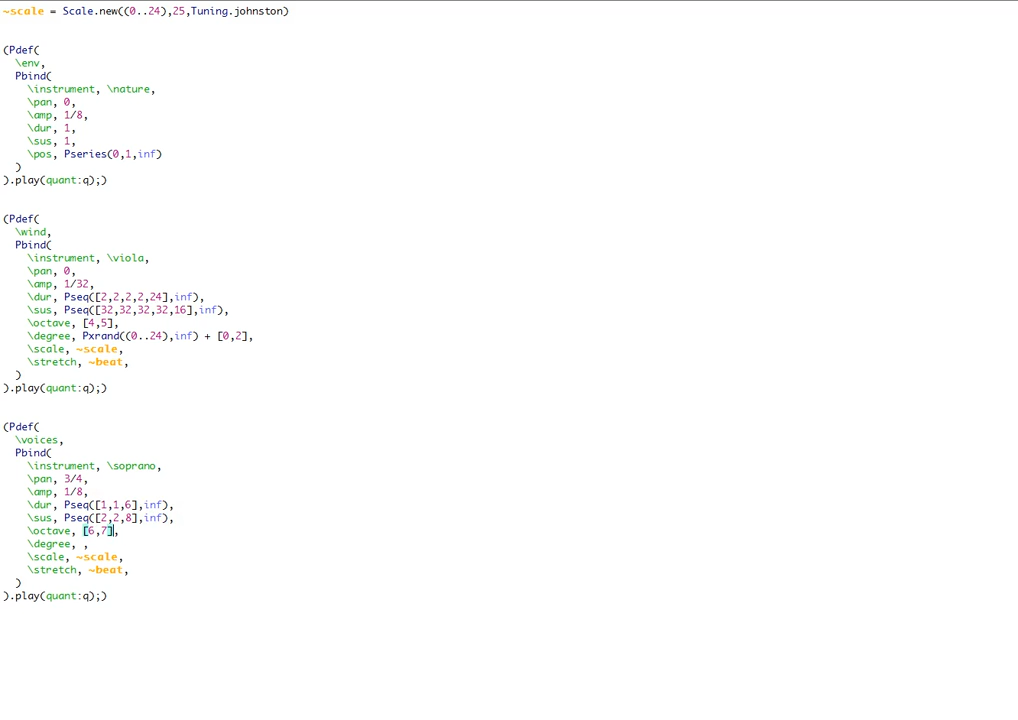 ~scale = Scale.new((0..24),25,Tuning.johnston)
(Pdef(
\env,
Pbind(
\instrument, \nature,
\pan, 0,
\amp, 1/8,
\dur, 1,
\sus, 1,
\pos, Pseries(0,1,inf)
)
).play(quant:q);)
(Pdef(
\wind,
Pbind(
\instrument, \viola,
\pan, 0,
\amp, 1/32,
\dur, Pseq([2,2,2,2,24],inf),
\sus, Pseq([32,32,32,32,16],inf),
\octave, [4,5],
\degree, Pxrand((0..24),inf) + [0,2],
\scale, ~scale,
\stretch, ~beat,
)
).play(quant:q);)
(Pdef(
\voices,
Pbind(
\instrument, \soprano,
\pan, 3/4,
\amp, 1/8,
\dur, Pseq([1,1,6],inf),
\sus, Pseq([2,2,8],inf),
\octave, [6,7],
\degree, ,
\scale, ~scale,
\stretch, ~beat,
)
).play(quant:q);)